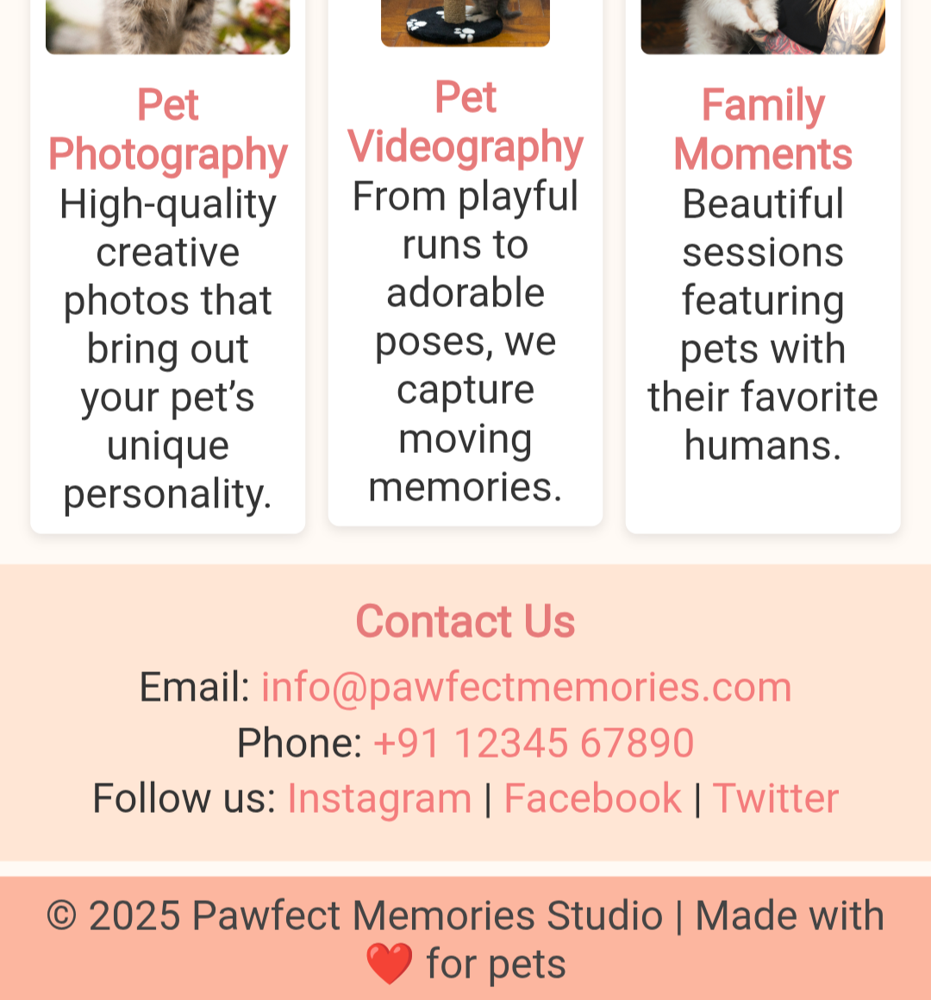 Pet
Photography
High-quality
creative
photos that
bring out
your pet’s
unique
personality.
Pet
Videography
From playful
runs to
adorable
poses, we
capture
moving
memories.
Family
Moments
Beautiful
sessions
featuring
pets with
their favorite
humans.
Contact Us
Email: info@pawfectmemories.com
Phone: +91 12345 67890
Follow us: Instagram | Facebook | Twitter
© 2025 Pawfect Memories Studio | Made with
❤️ for pets